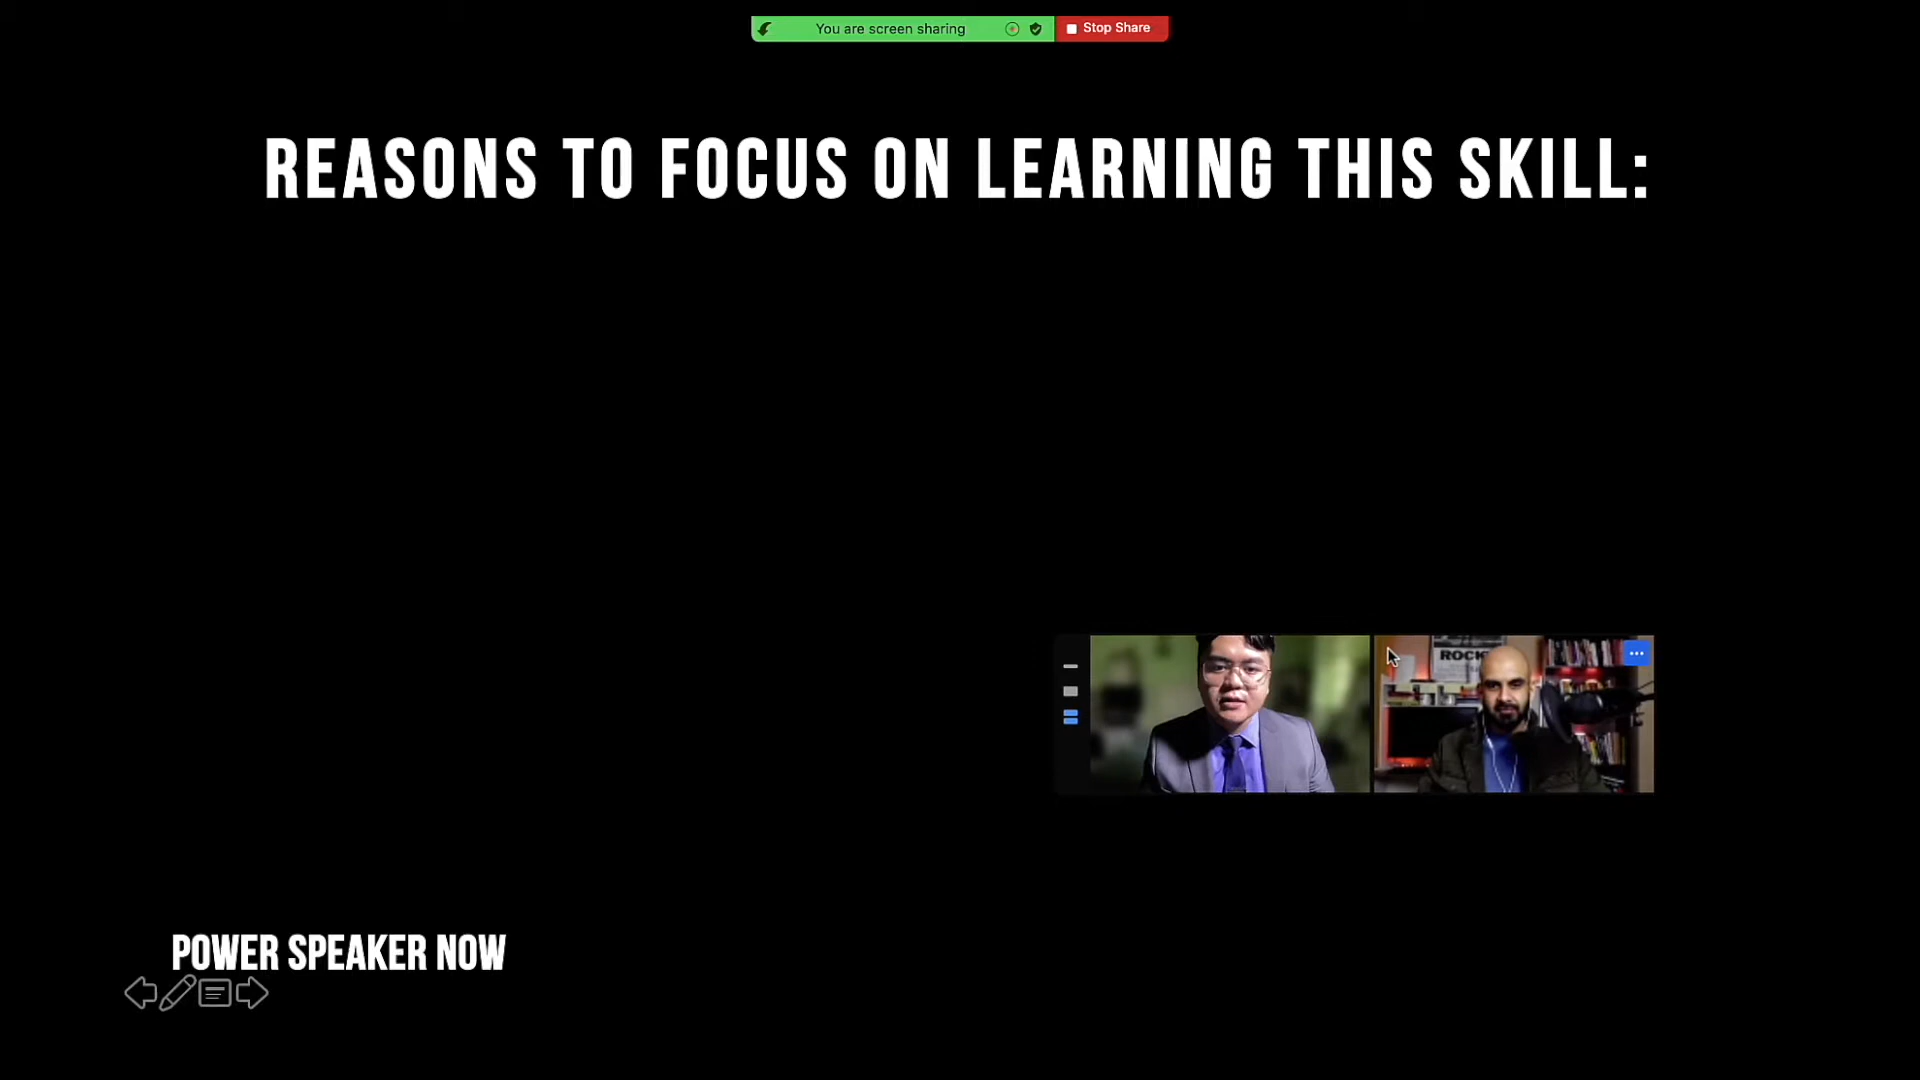 You are screen sharing
Stop Share
REASONS TO FOCUS ON LEARNING THIS SKILL:
ROCK
POWER SPEAKER NOW